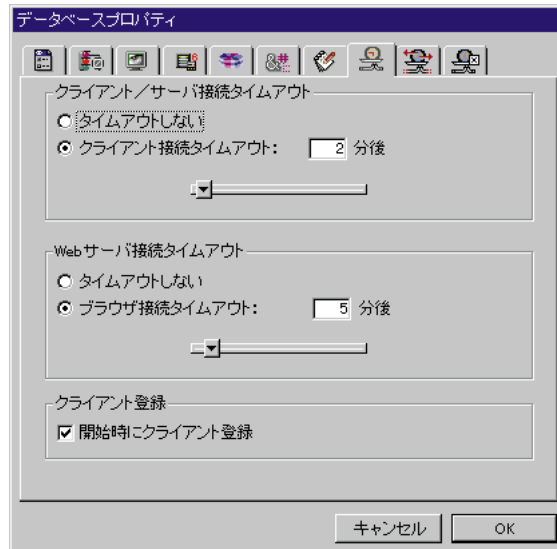 データベースプロパティ
クライアント／サーバ接続タイムアウト
タイムアウトしない
クライアント接続タイムアウト: 2 分後
Webサーバ接続タイムアウト
タイムアウトしない
ブラウザ接続タイムアウト: 5 分後
クライアント登録
開始時にクライアント登録
キャンセル OK